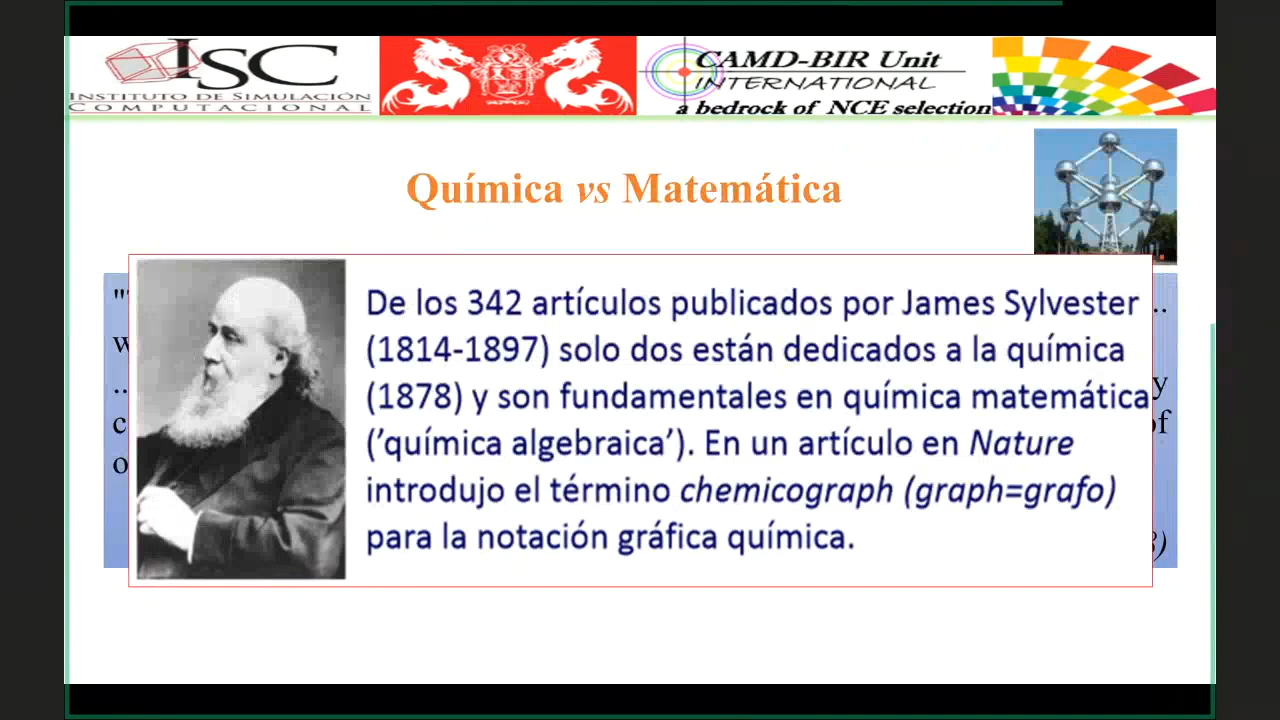 ISC
INSTITUTO DE SIMULACIÓN
COMPUTACIONAL
CAMD-BIR Unit
INTERNATIONAL
a bedrock of NCE selection
Química vs Matemática
De los 342 artículos publicados por James Sylvester
(1814-1897) solo dos están dedicados a la química
(1878) y son fundamentales en química matemática
('química algebraica'). En un artículo en Nature
introdujo el término chemicograph (graph=grafo)
para la notación gráfica química.